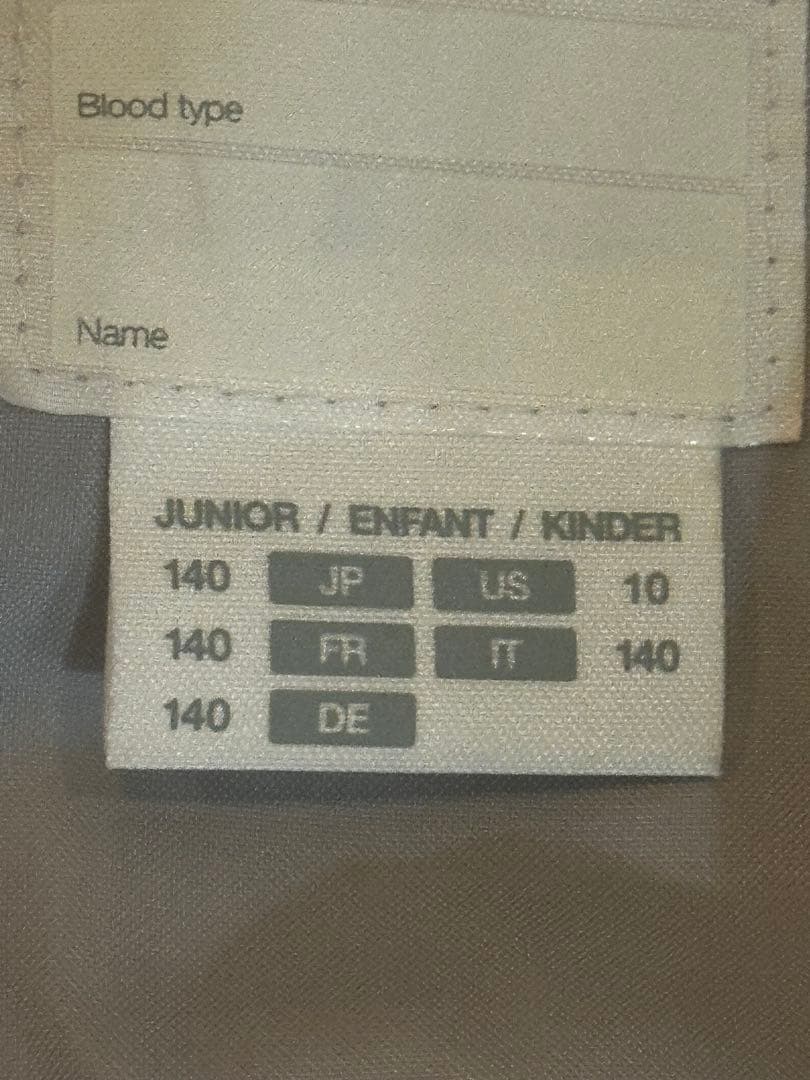 Blood type
Name
JUNIOR / ENFANT / KINDER
140 JP US 10
140 FR IT 140
140 DE